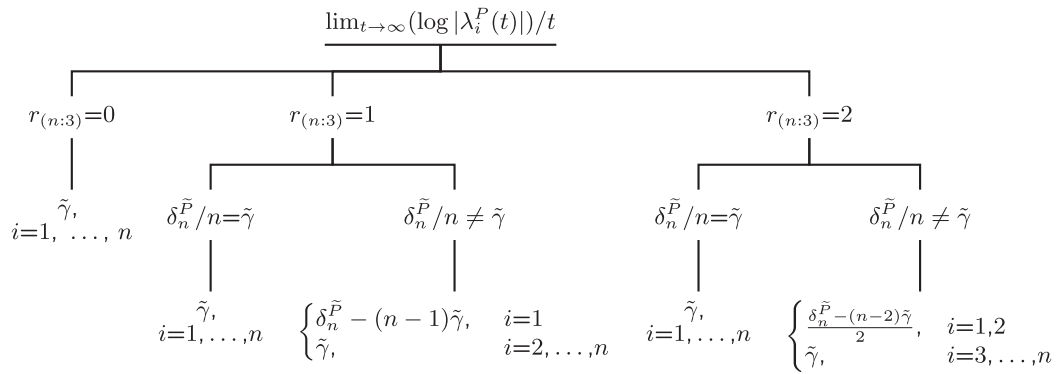 lim_{t→∞}(log |λ_i^P(t)|)/t
r_{(n:3)}=0
r_{(n:3)}=1
r_{(n:3)}=2
γ̃,
i=1, ..., n
δ_n^{P̃}/n=γ̃
δ_n^{P̃}/n ≠ γ̃
δ_n^{P̃}/n=γ̃
δ_n^{P̃}/n ≠ γ̃
γ̃,
i=1,...,n
{ δ_n^{P̃} − (n − 1)γ̃, i=1
γ̃, i=2,...,n
γ̃,
i=1,...,n
{ \frac{δ_n^{P̃} −(n−2)γ̃}{2}, i=1,2
γ̃, i=3,...,n